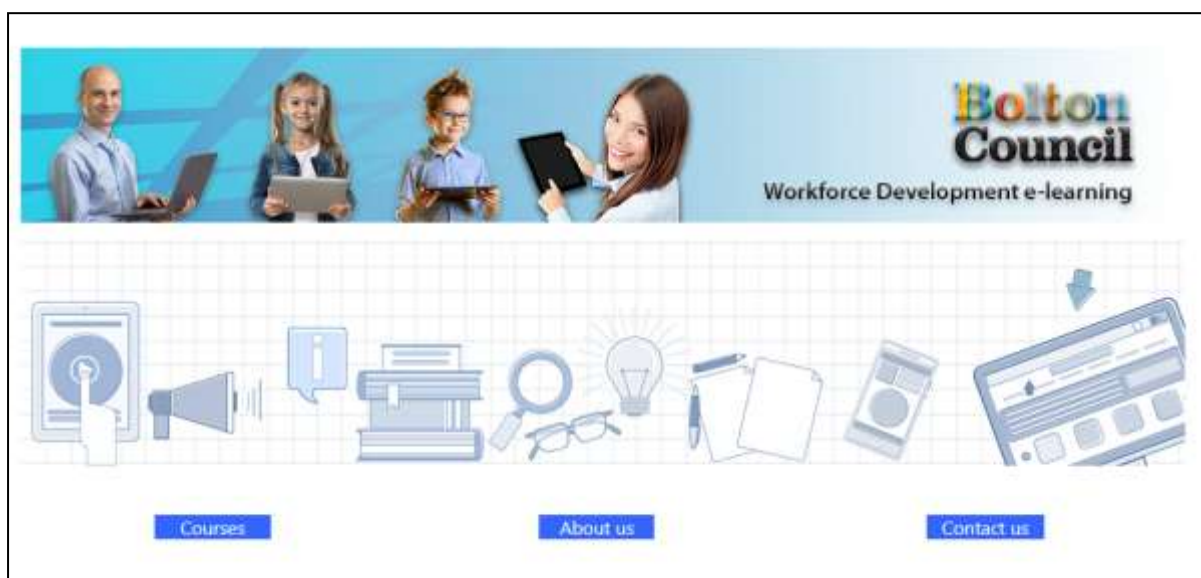 Bolton
Council
Workforce Development e-learning
i
Courses
About us
Contact us